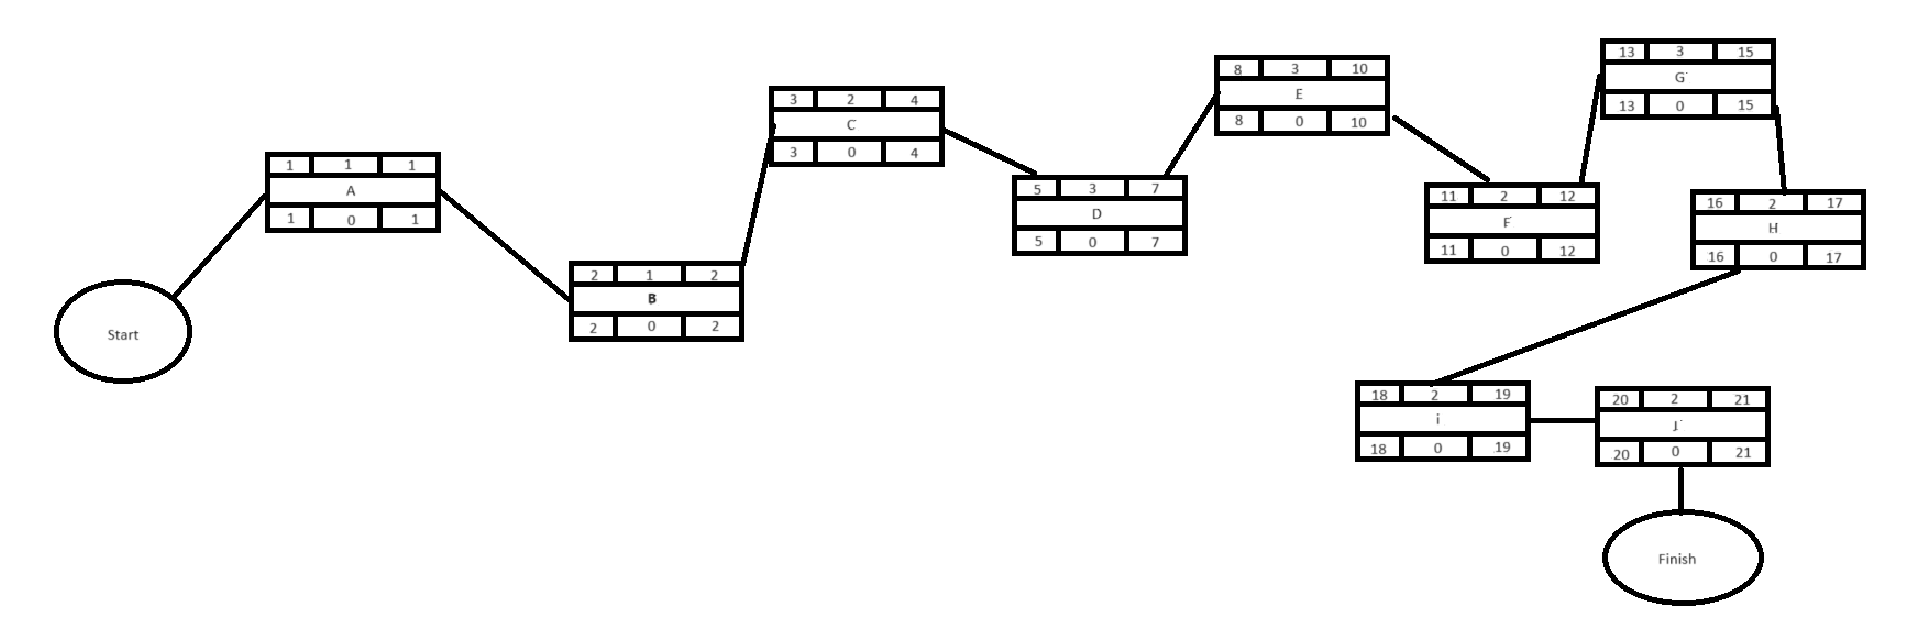 Start
1 1 1
A
1 0 1
2 1 2
B
2 0 2
3 2 4
C
3 0 4
5 3 7
D
5 0 7
8 3 10
E
8 0 10
11 2 12
F
11 0 12
13 3 15
G
13 0 15
16 2 17
H
16 0 17
18 2 19
i
18 0 19
20 2 21
J
20 0 21
Finish